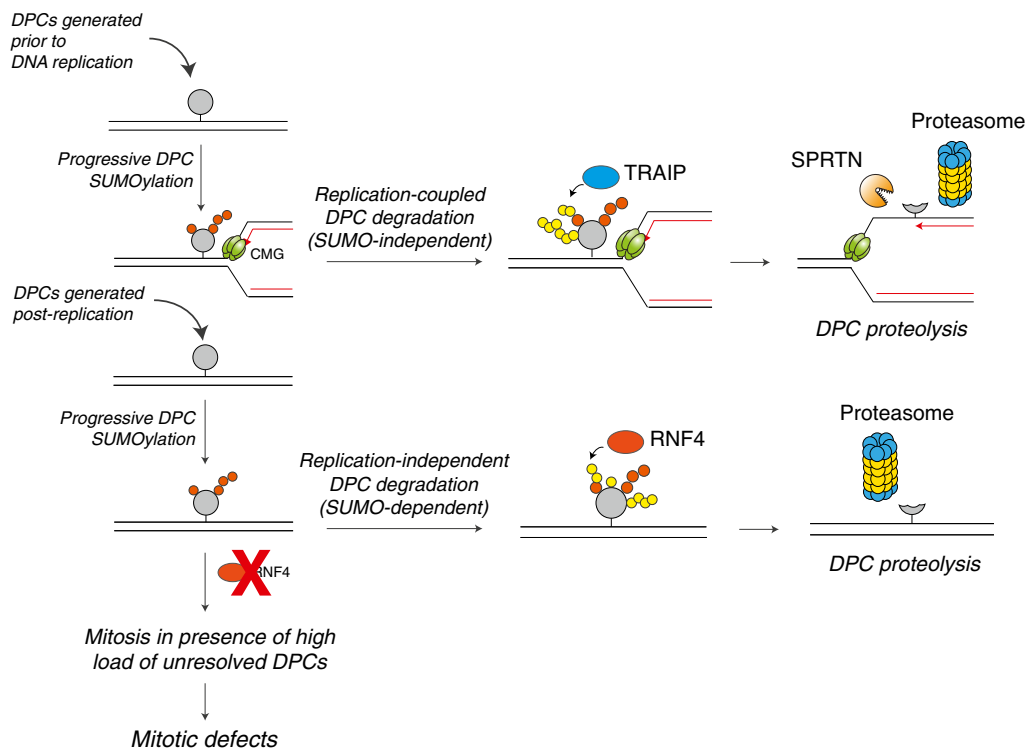 DPCs generated
prior to
DNA replication
Progressive DPC
SUMOylation
CMG
Replication-coupled
DPC degradation
(SUMO-independent)
TRAIP
SPRTN
Proteasome
DPC proteolysis
DPCs generated
post-replication
Progressive DPC
SUMOylation
Replication-independent
DPC degradation
(SUMO-dependent)
RNF4
Proteasome
DPC proteolysis
RNF4
Mitosis in presence of high
load of unresolved DPCs
Mitotic defects